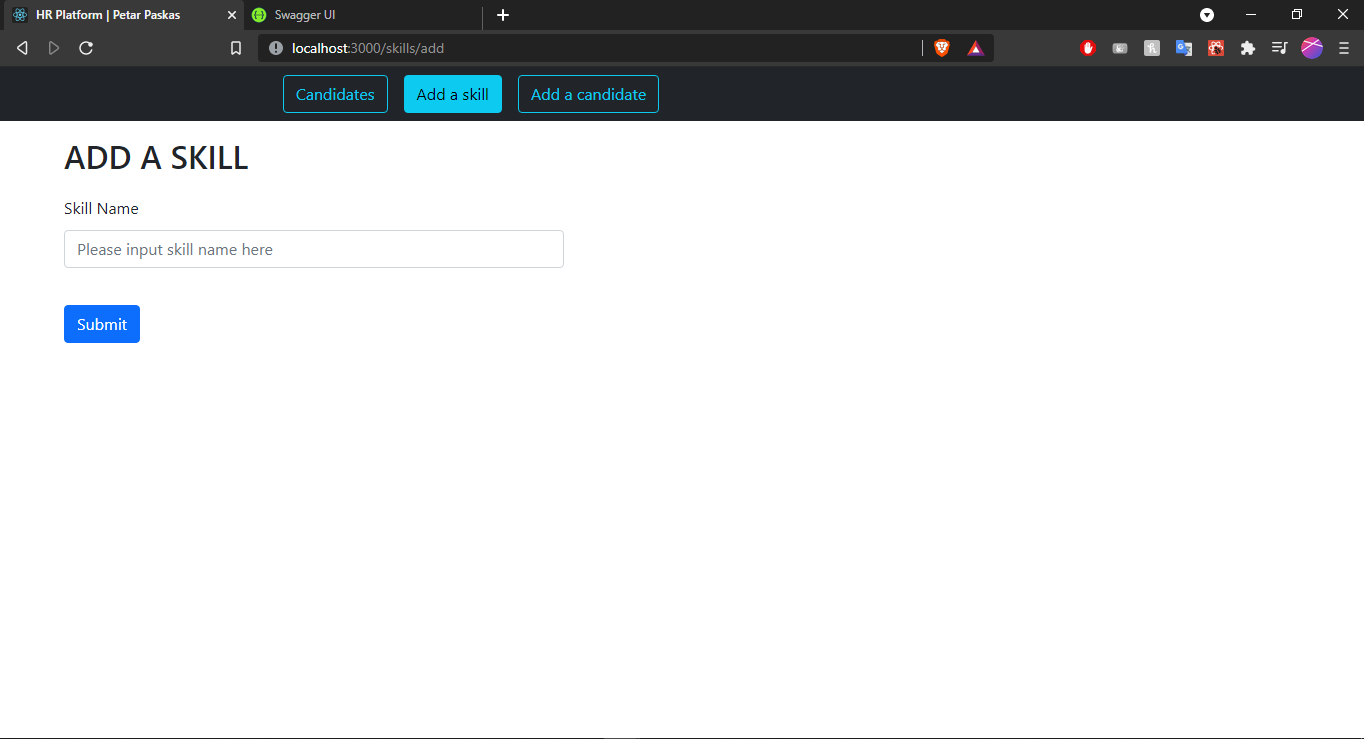 HR Platform | Petar Paskas
Swagger UI
localhost:3000/skills/add
Candidates
Add a skill
Add a candidate
ADD A SKILL
Skill Name
Please input skill name here
Submit